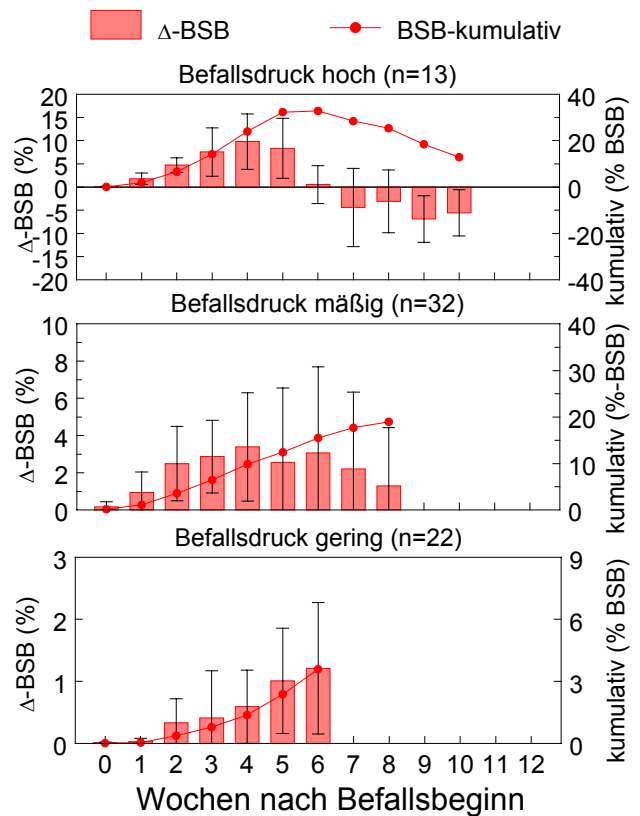 Δ-BSB BSB-kumulativ
Befallsdruck hoch (n=13)
Δ-BSB (%)
20
15
10
5
0
-5
-10
-15
-20
40
20
0
-20
-40
kumulativ (% BSB)
Befallsdruck mäßig (n=32)
Δ-BSB (%)
10
8
6
4
2
0
40
30
20
10
0
kumulativ (%-BSB)
Befallsdruck gering (n=22)
Δ-BSB (%)
3
2
1
0
9
6
3
0
kumulativ (% BSB)
0 1 2 3 4 5 6 7 8 9 10 11 12
Wochen nach Befallsbeginn